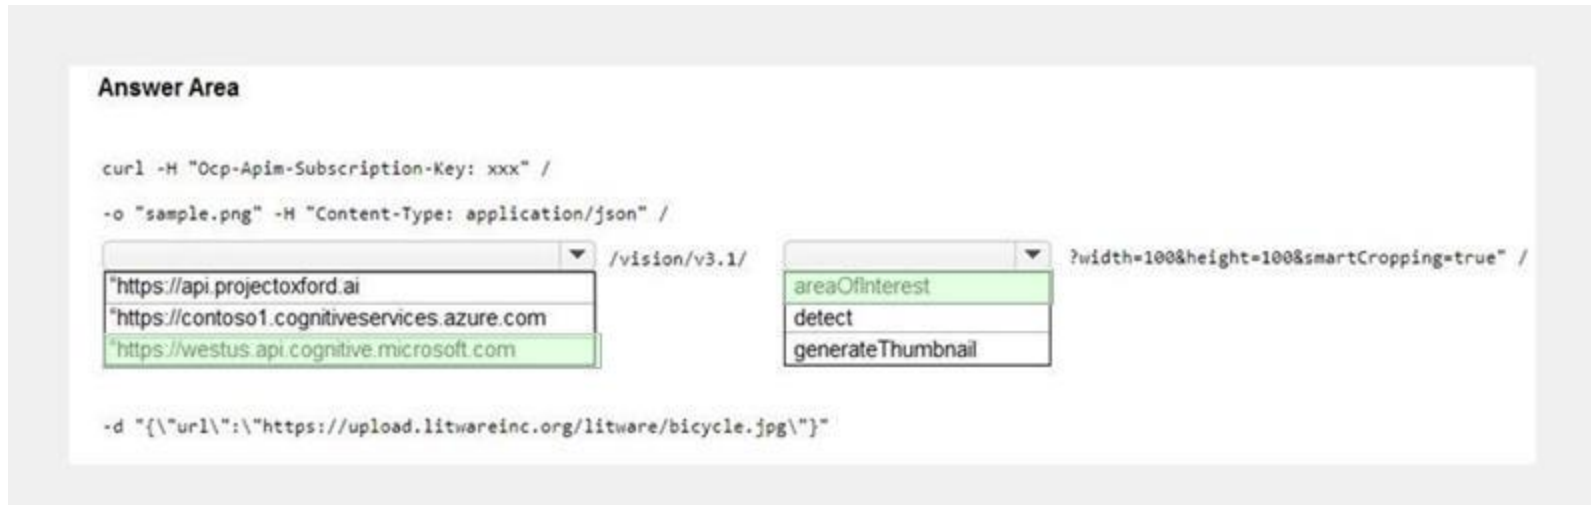 Answer Area
curl -H "Ocp-Apim-Subscription-Key: xxx" /
-o "sample.png" -H "Content-Type: application/json" /
/vision/v3.1/ ?width=100&height=100&smartCropping=true" /
"https://api.projectoxford.ai areaOfInterest
"https://contoso1.cognitiveservices.azure.com detect
"https://westus.api.cognitive.microsoft.com generateThumbnail
-d "{\"url\":\"https://upload.litwareinc.org/litware/bicycle.jpg\"}"